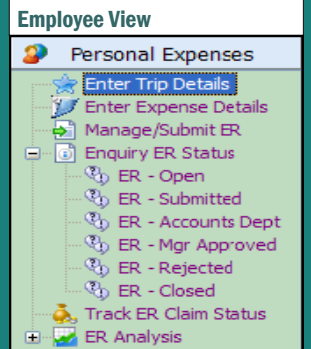 Employee View
Personal Expenses
Enter Trip Details
Enter Expense Details
Manage/Submit ER
Enquiry ER Status
ER - Open
ER - Submitted
ER - Accounts Dept
ER - Mgr Approved
ER - Rejected
ER - Closed
Track ER Claim Status
ER Analysis